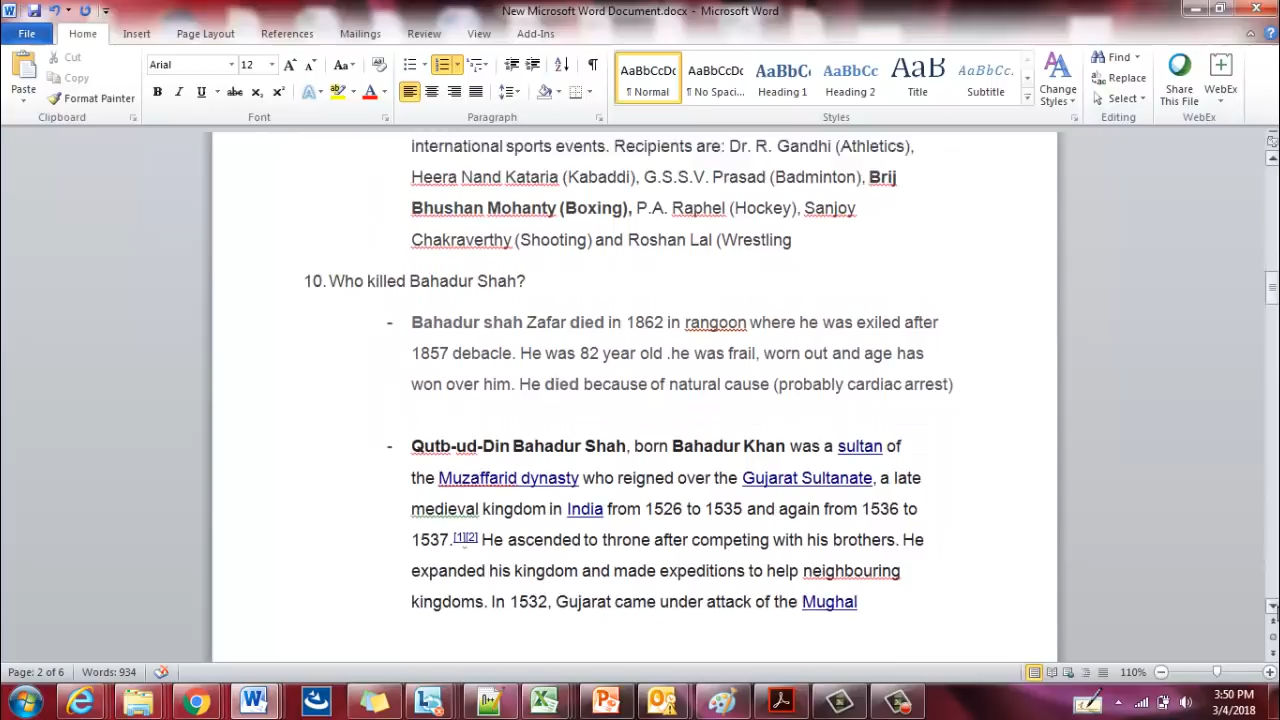 New Microsoft Word Document.docx - Microsoft Word
File Home Insert Page Layout References Mailings Review View Add-Ins
Paste
Cut
Copy
Format Painter
Clipboard
Arial 12
Font
Paragraph
AaBbCcDc AaBbCcDc AaBbC AaBbCc AaB AaBbCc.
¶ Normal ¶ No Spaci... Heading 1 Heading 2 Title Subtitle
Change Styles
Styles
Find
Replace
Select
Editing
Share This File
WebEx
WebEx
international sports events. Recipients are: Dr. R. Gandhi (Athletics),
Heera Nand Kataria (Kabaddi), G.S.S.V. Prasad (Badminton), Brij
Bhushan Mohanty (Boxing), P.A. Raphel (Hockey), Sanjoy
Chakraverthy (Shooting) and Roshan Lal (Wrestling
10. Who killed Bahadur Shah?
- Bahadur shah Zafar died in 1862 in rangoon where he was exiled after
1857 debacle. He was 82 year old .he was frail, worn out and age has
won over him. He died because of natural cause (probably cardiac arrest)
- Qutb-ud-Din Bahadur Shah, born Bahadur Khan was a sultan of
the Muzaffarid dynasty who reigned over the Gujarat Sultanate, a late
medieval kingdom in India from 1526 to 1535 and again from 1536 to
1537.[1][2] He ascended to throne after competing with his brothers. He
expanded his kingdom and made expeditions to help neighbouring
kingdoms. In 1532, Gujarat came under attack of the Mughal
Page: 2 of 6 Words: 934 110%
3:50 PM
3/4/2018